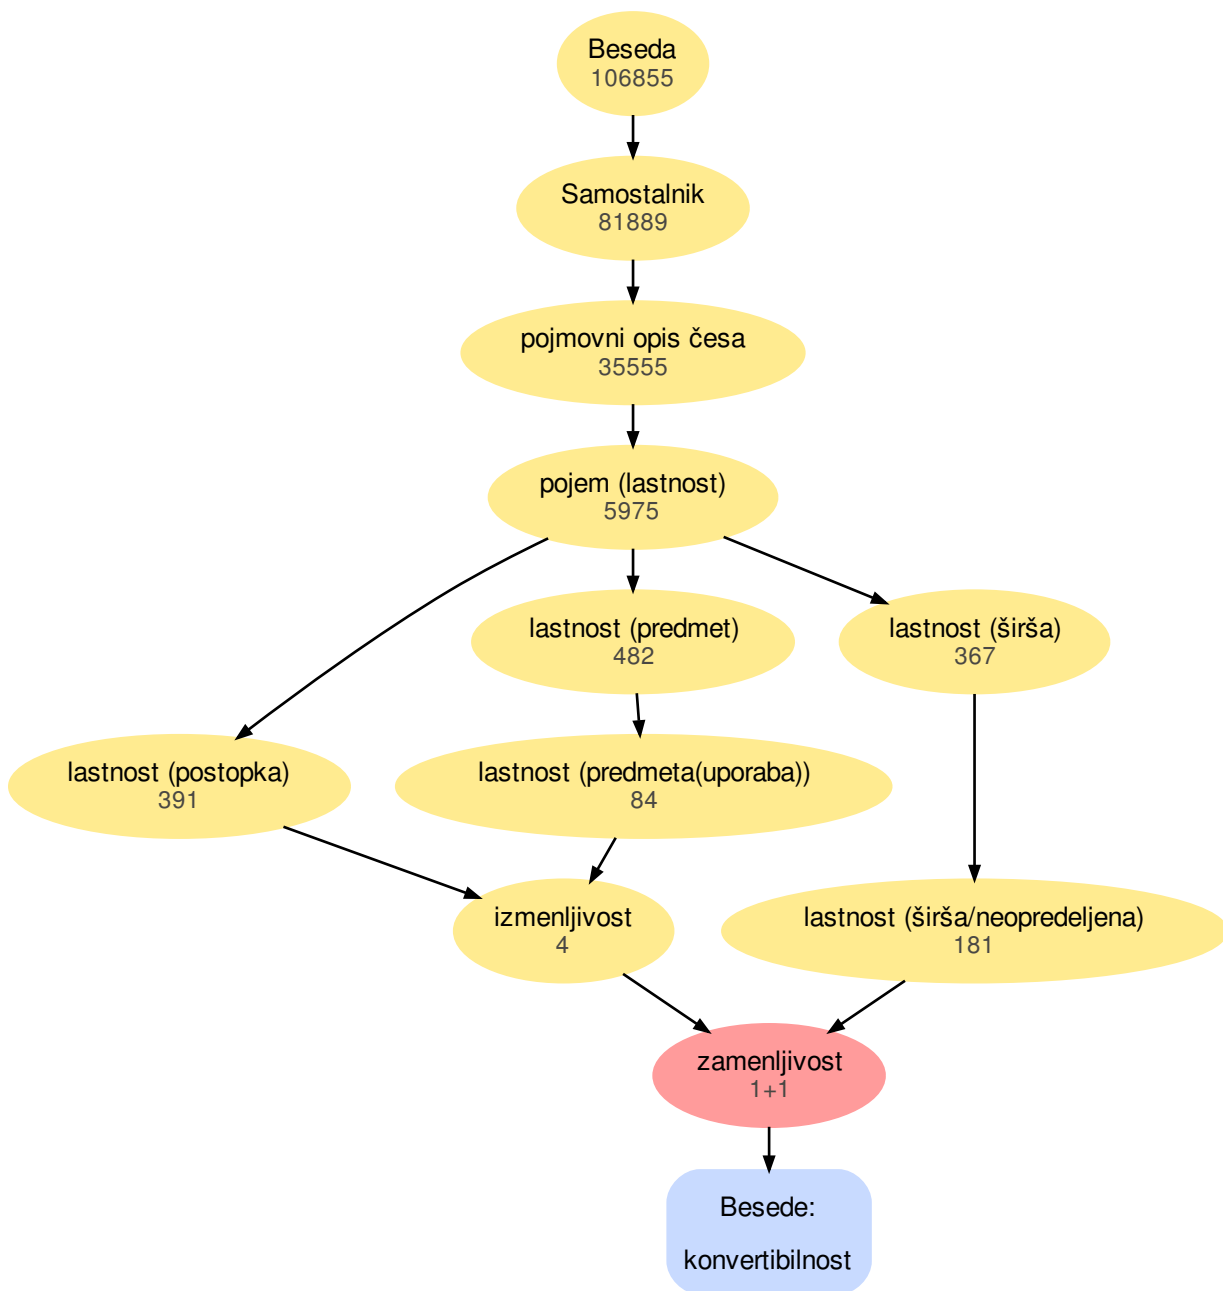 Beseda
106855
Samostalnik
81889
pojmovni opis česa
35555
pojem (lastnost)
5975
lastnost (predmet)
482
lastnost (širša)
367
lastnost (postopka)
391
lastnost (predmeta(uporaba))
84
izmenljivost
4
lastnost (širša/neopredeljena)
181
zamenljivost
1+1
Besede:
konvertibilnost